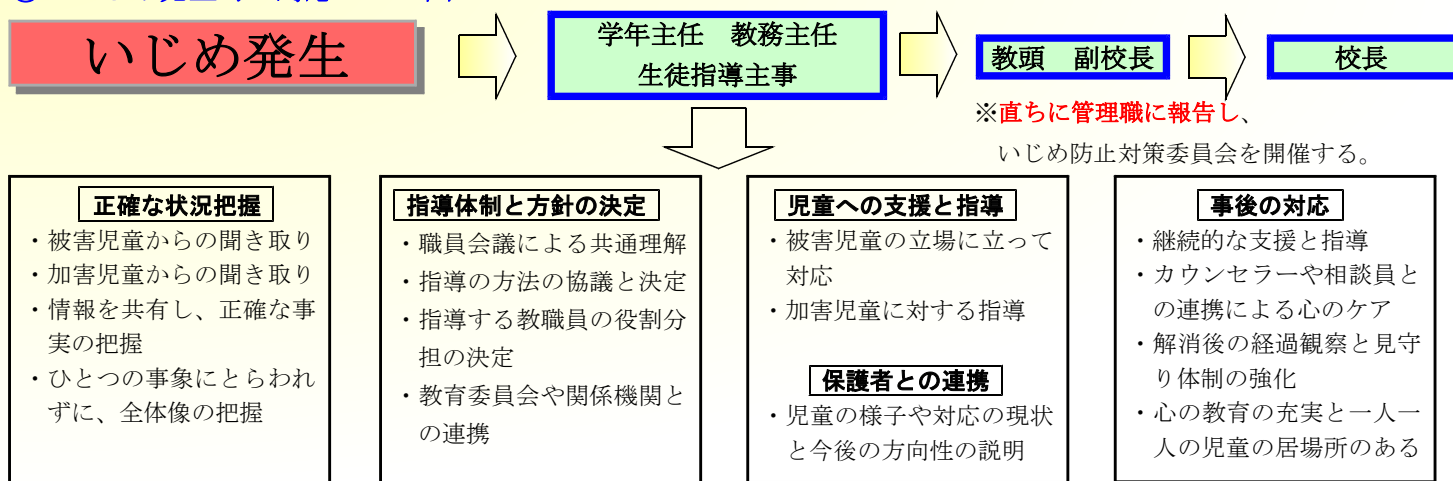 いじめ発生
学年主任　教務主任
生徒指導主事
教頭　副校長
校長
※直ちに管理職に報告し、
いじめ防止対策委員会を開催する。
正確な状況把握
・被害児童からの聞き取り
・加害児童からの聞き取り
・情報を共有し、正確な事
実の把握
・ひとつの事象にとらわれ
ずに、全体像の把握
指導体制と方針の決定
・職員会議による共通理解
・指導の方法の協議と決定
・指導する教職員の役割分
担の決定
・教育委員会や関係機関と
の連携
児童への支援と指導
・被害児童の立場に立って
対応
・加害児童に対する指導
保護者との連携
・児童の様子や対応の現状
と今後の方向性の説明
事後の対応
・継続的な支援と指導
・カウンセラーや相談員と
の連携による心のケア
・解消後の経過観察と見守
り体制の強化
・心の教育の充実と一人一
人の児童の居場所のある